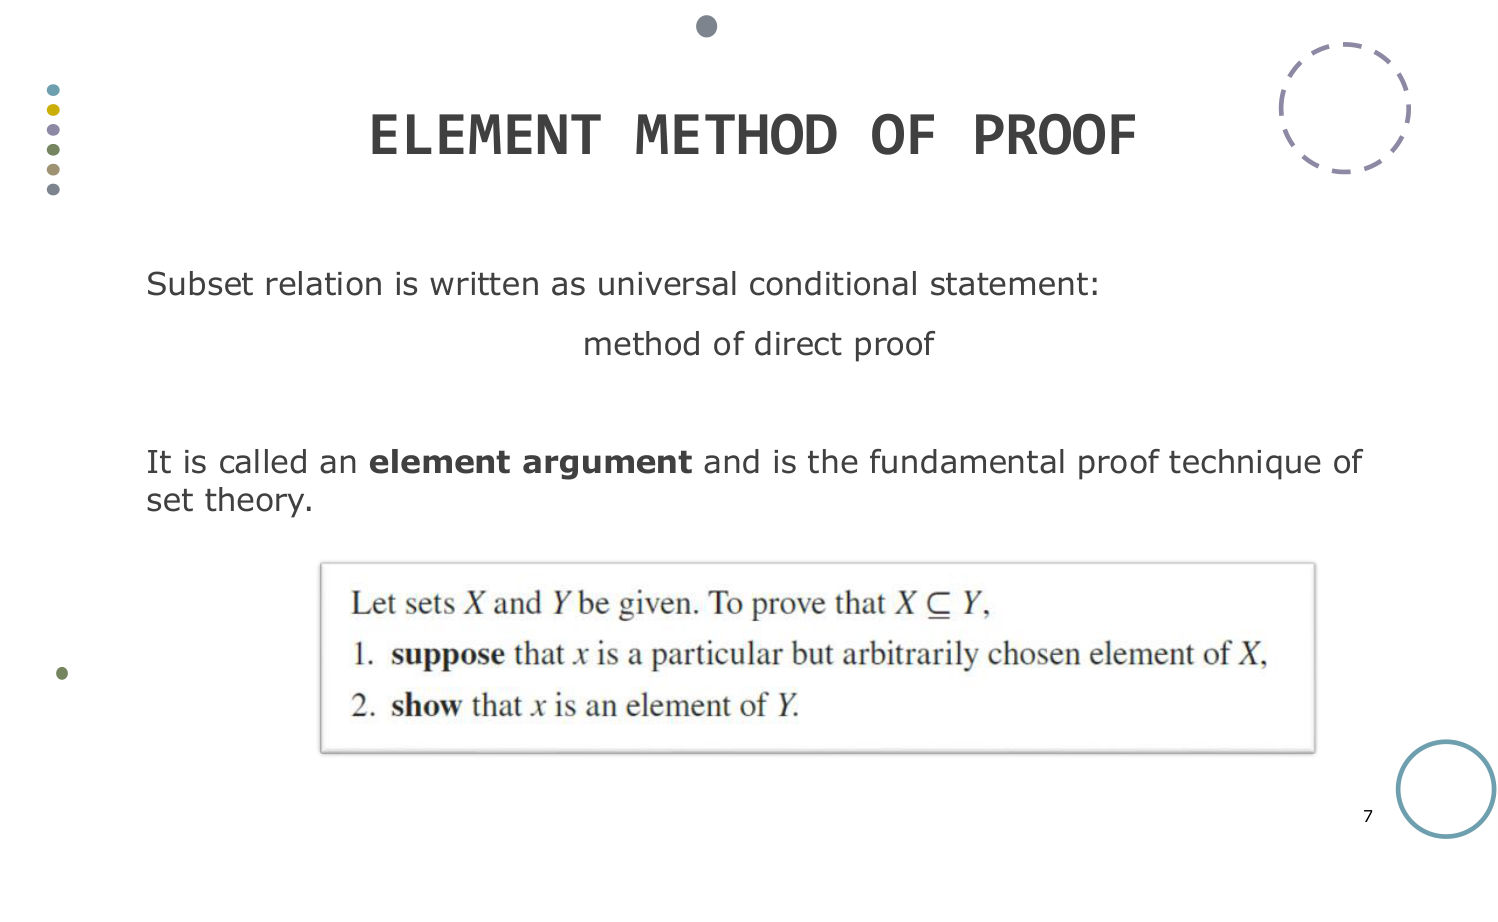 ELEMENT METHOD OF PROOF
Subset relation is written as universal conditional statement:
method of direct proof
It is called an element argument and is the fundamental proof technique of
set theory.
Let sets X and Y be given. To prove that X ⊆ Y,
1. suppose that x is a particular but arbitrarily chosen element of X,
2. show that x is an element of Y.
7